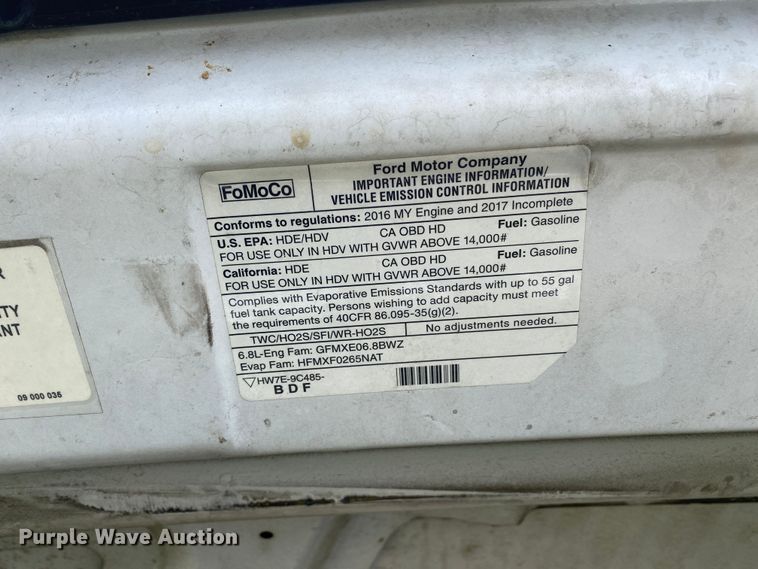 FoMoCo
Ford Motor Company
IMPORTANT ENGINE INFORMATION/
VEHICLE EMISSION CONTROL INFORMATION
Conforms to regulations: 2016 MY Engine and 2017 Incomplete
U.S. EPA: HDE/HDV CA OBD HD Fuel: Gasoline
FOR USE ONLY IN HDV WITH GVWR ABOVE 14,000#
California: HDE CA OBD HD Fuel: Gasoline
FOR USE ONLY IN HDV WITH GVWR ABOVE 14,000#
Complies with Evaporative Emissions Standards with up to 55 gal
fuel tank capacity. Persons wishing to add capacity must meet
the requirements of 40CFR 86.095-35(g)(2).
TWC/HO2S/SFI/WR-HO2S No adjustments needed.
6.8L-Eng Fam: GFMXE06.8BWZ
Evap Fam: HFMXF0265NAT
HW7E-9C485-
BDF
R
TY
ANT
09 000 035
Purple Wave Auction